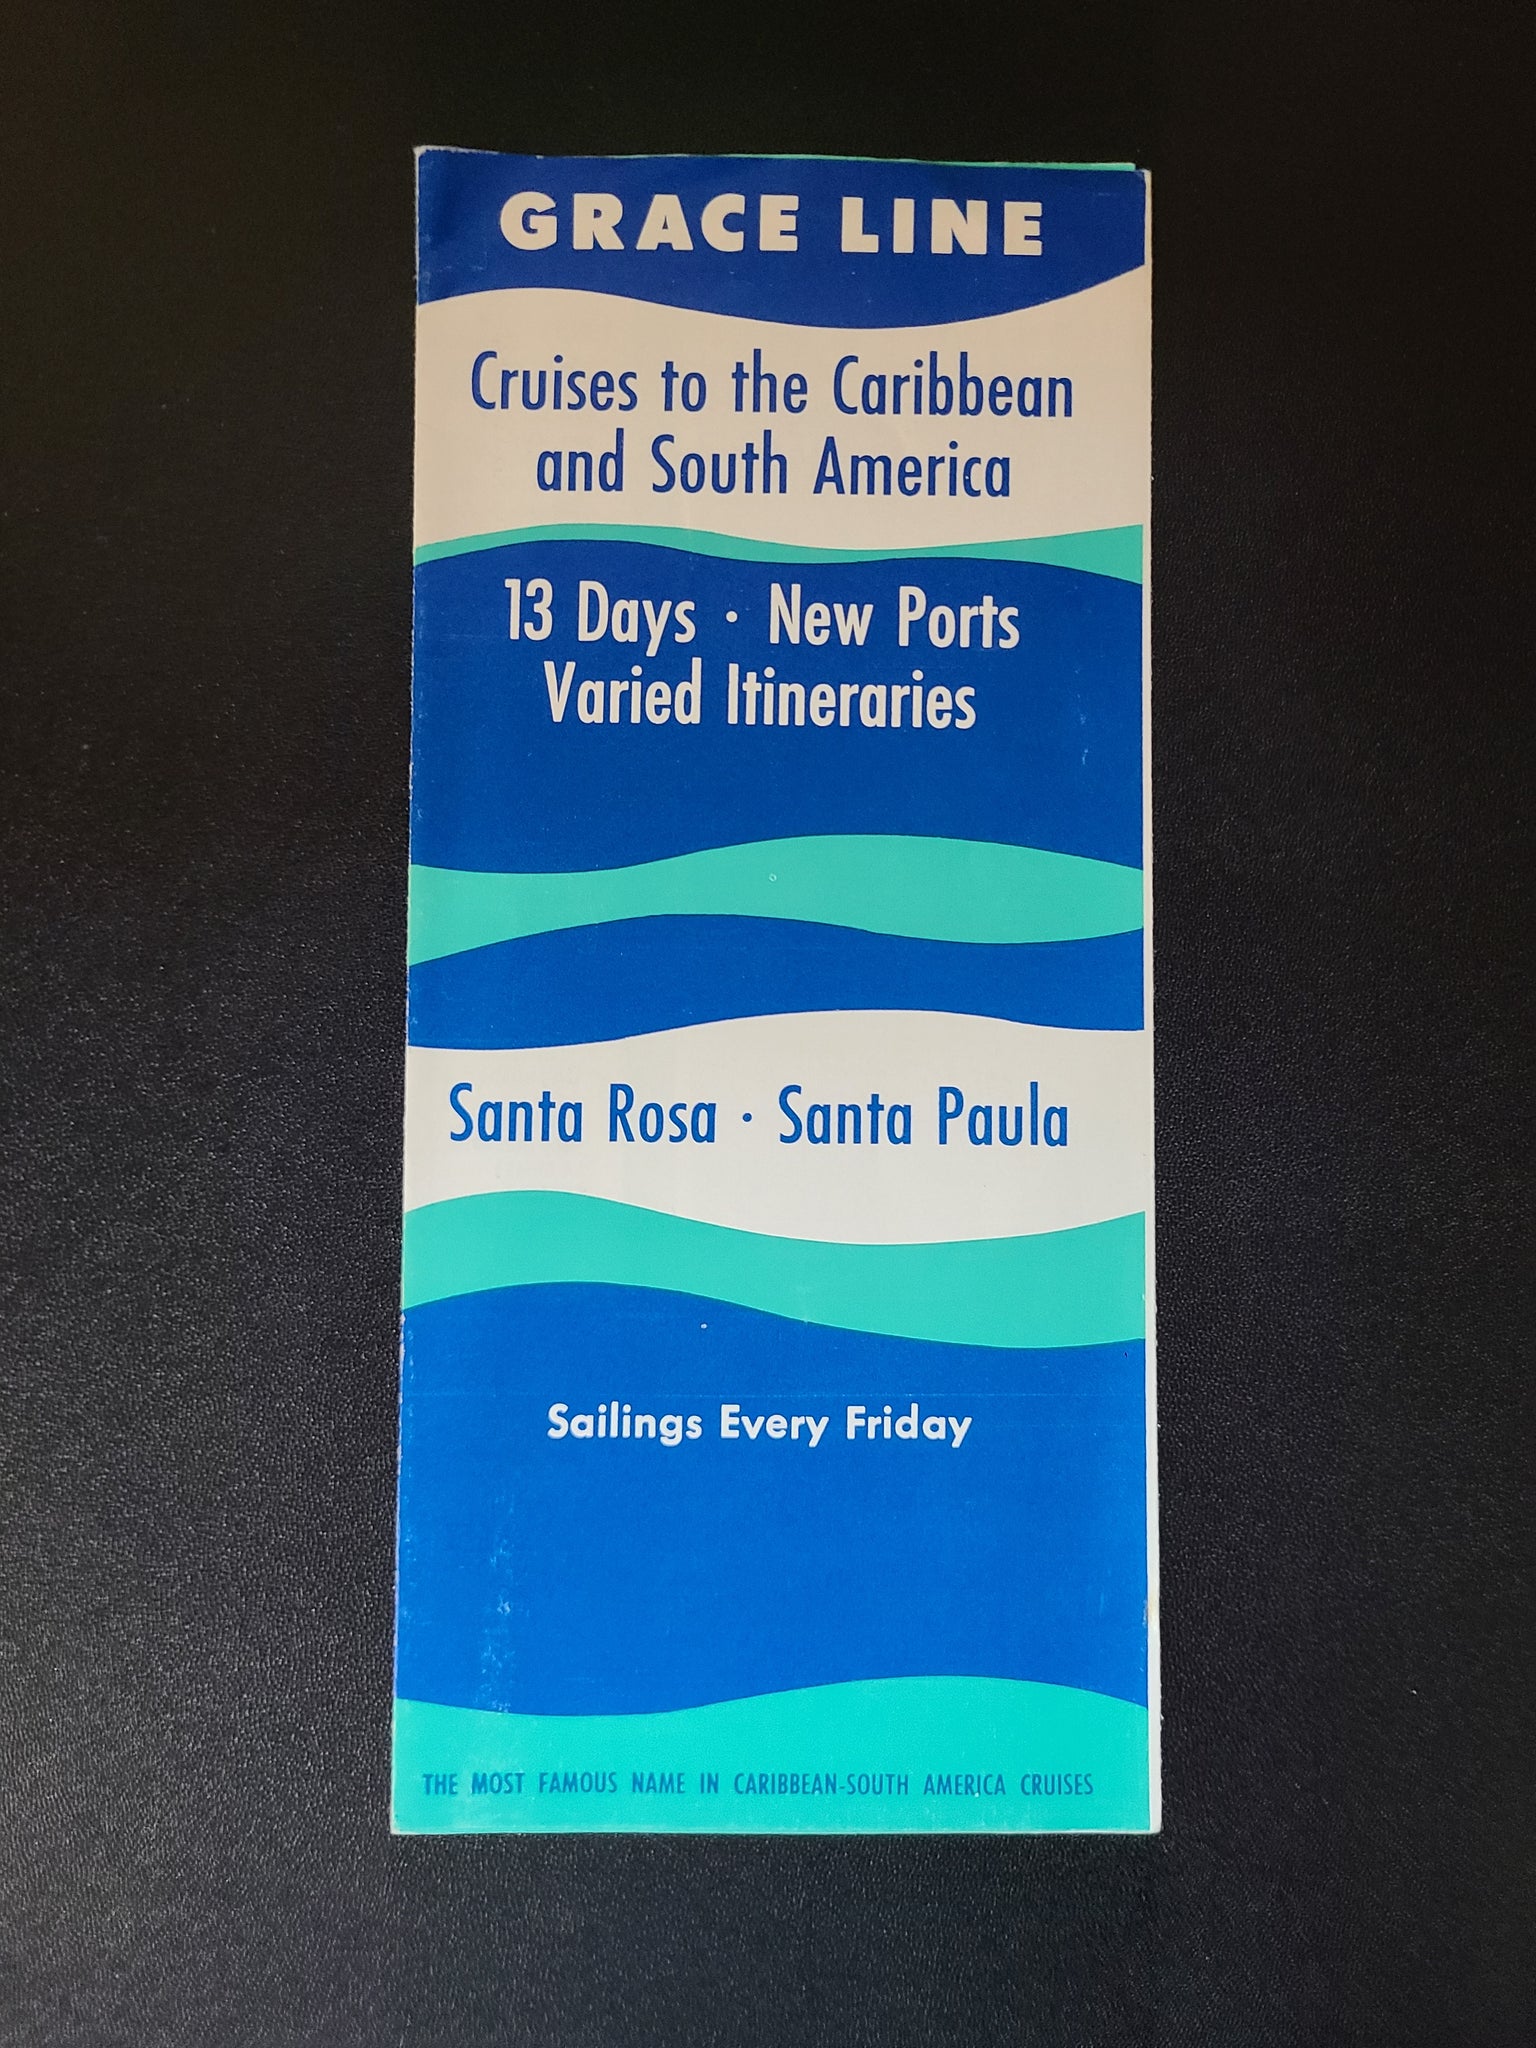 GRACE LINE
Cruises to the Caribbean
and South America
13 Days · New Ports
Varied Itineraries
Santa Rosa · Santa Paula
Sailings Every Friday
THE MOST FAMOUS NAME IN CARIBBEAN-SOUTH AMERICA CRUISES